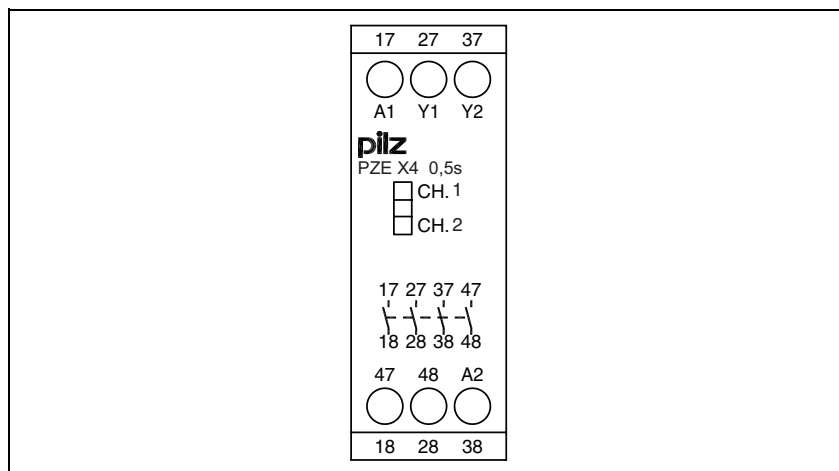 17 27 37
A1 Y1 Y2
pilz
PZE X4 0,5s
CH. 1
CH. 2
17 27 37 47
18 28 38 48
47 48 A2
18 28 38